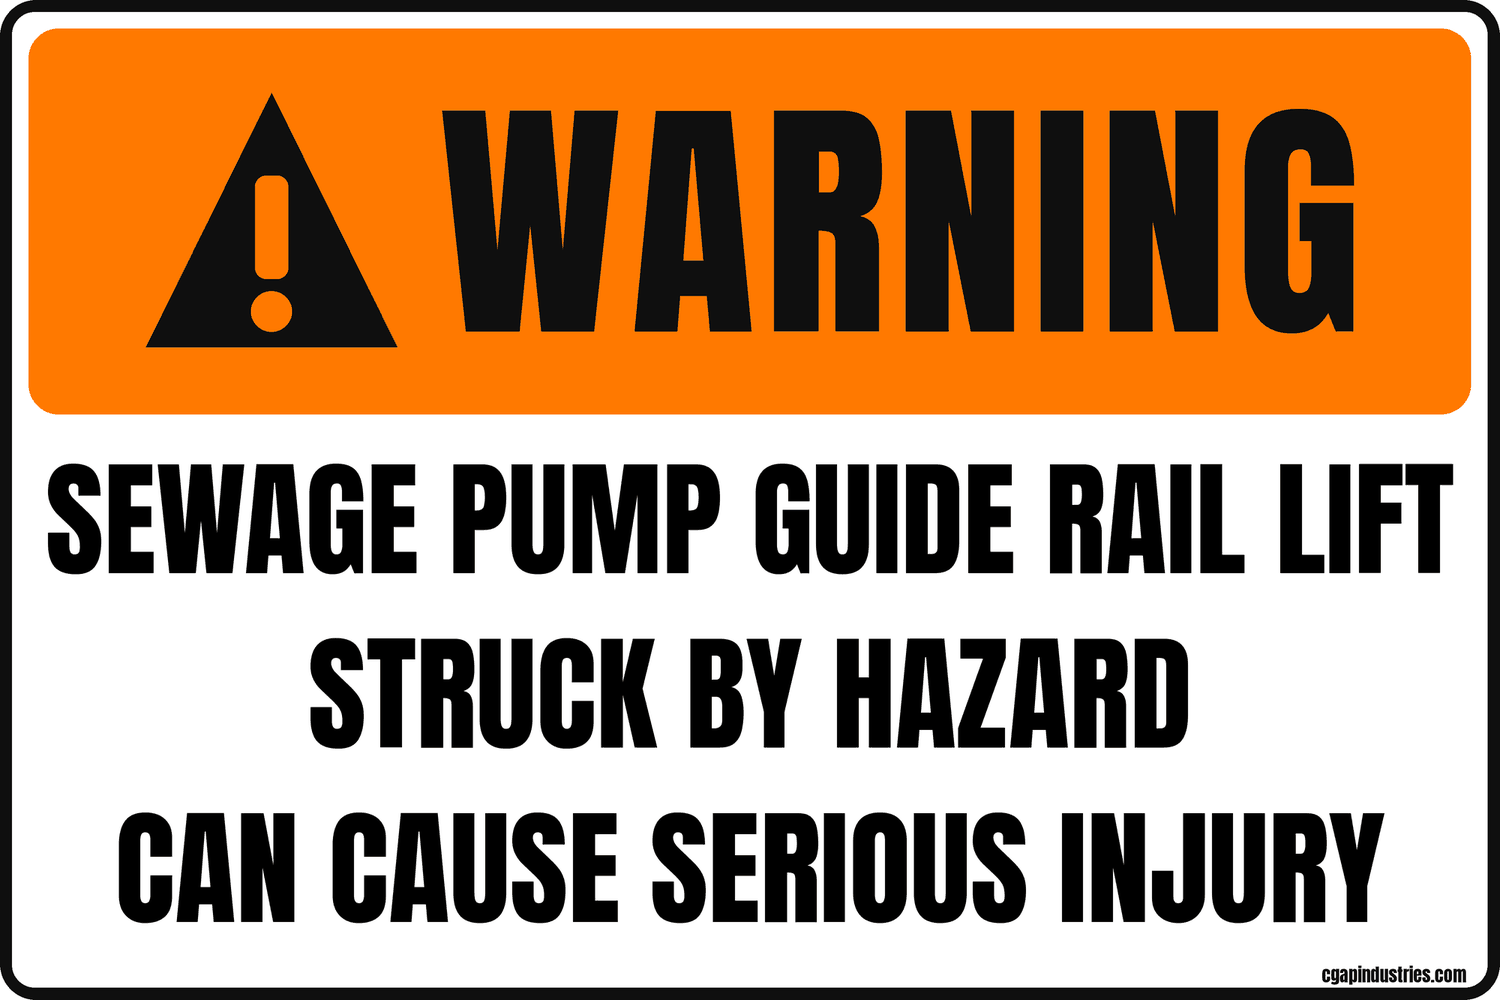 WARNING
SEWAGE PUMP GUIDE RAIL LIFT
STRUCK BY HAZARD
CAN CAUSE SERIOUS INJURY
cgapindustries.com